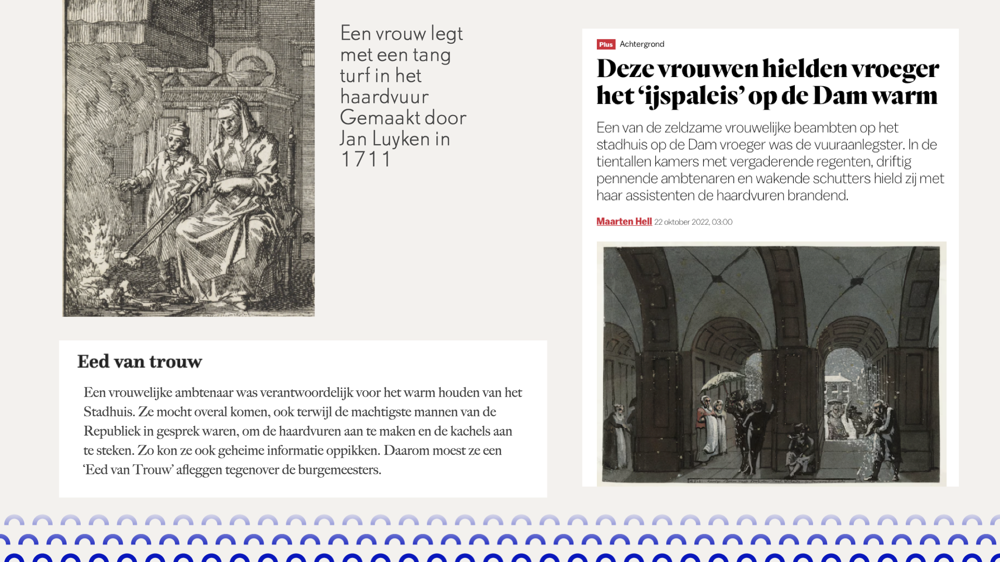 Een vrouw legt
met een tang
turf in het
haardvuur
Gemaakt door
Jan Luyken in
1711
Eed van trouw
Een vrouwelijke ambtenaar was verantwoordelijk voor het warm houden van het
Stadhuis. Ze mocht overal komen, ook terwijl de machtigste mannen van de
Republiek in gesprek waren, om de haardvuren aan te maken en de kachels aan
te steken. Zo kon ze ook geheime informatie oppikken. Daarom moest ze een
‘Eed van Trouw’ afleggen tegenover de burgemeesters.
Plus Achtergrond
Deze vrouwen hielden vroeger
het ‘ijspaleis’ op de Dam warm
Een van de zeldzame vrouwelijke beambten op het
stadhuis op de Dam vroeger was de vuuraanlegster. In de
tientallen kamers met vergaderende regenten, driftig
pennende ambtenaren en wakende schutters hield zij met
haar assistenten de haardvuren brandend.
Maarten Hell 22 oktober 2022, 03:00